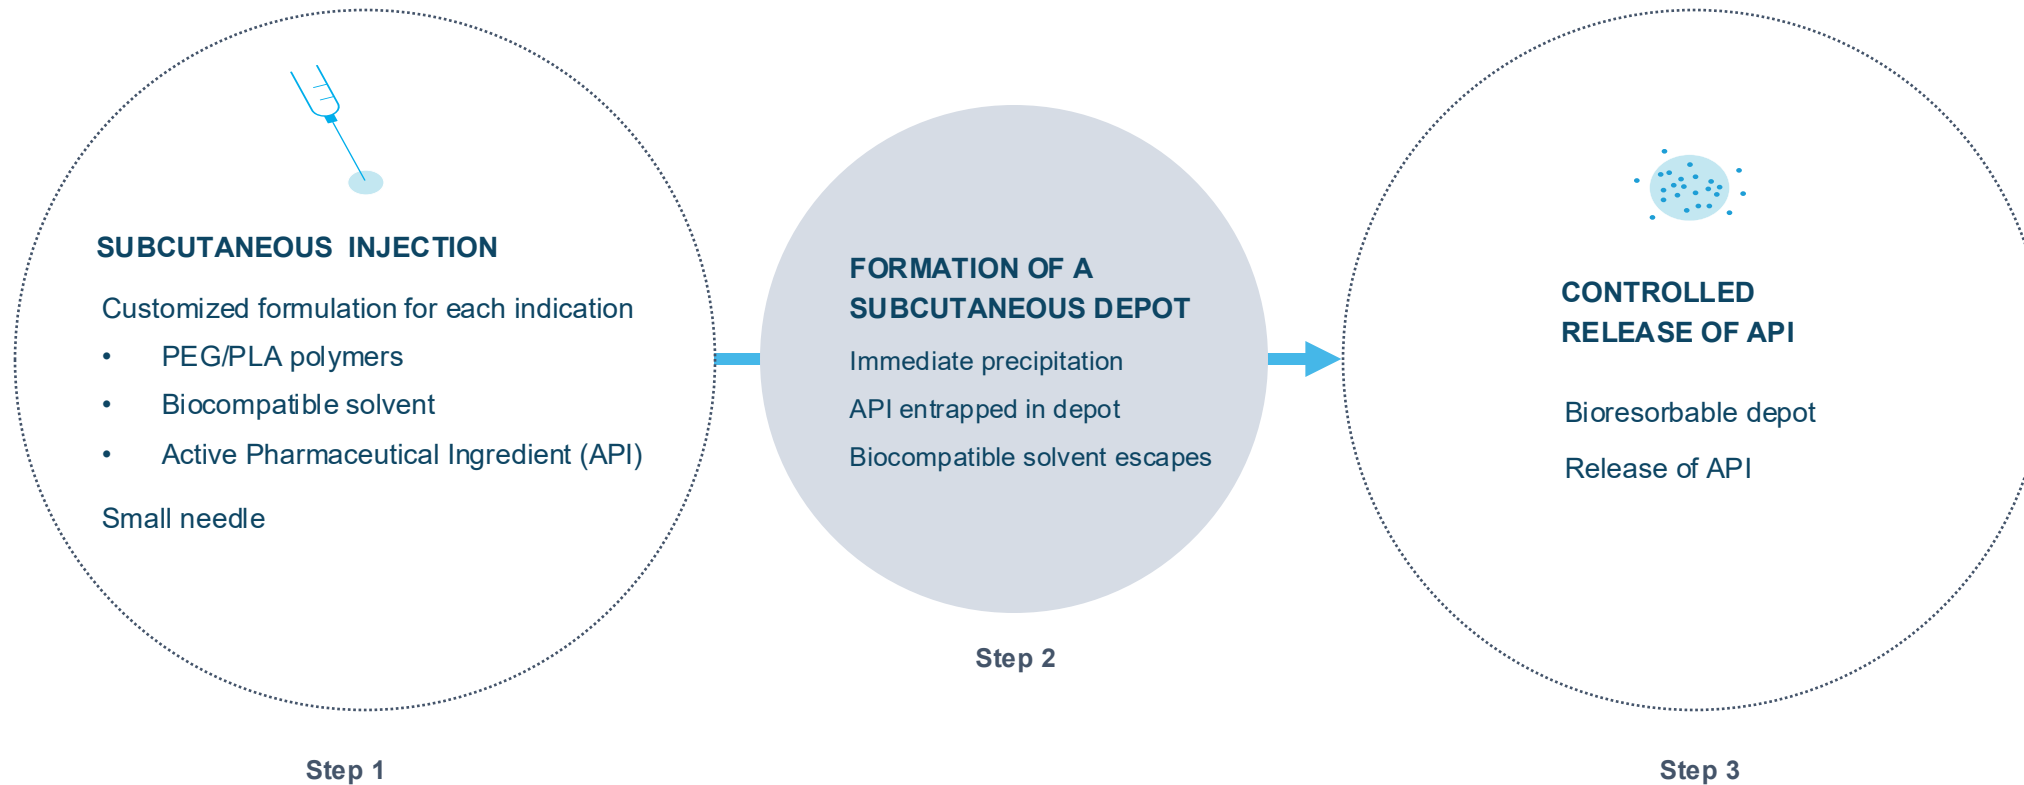 SUBCUTANEOUS INJECTION
Customized formulation for each indication
• PEG/PLA polymers
• Biocompatible solvent
• Active Pharmaceutical Ingredient (API)
Small needle
Step 1
FORMATION OF A
SUBCUTANEOUS DEPOT
Immediate precipitation
API entrapped in depot
Biocompatible solvent escapes
Step 2
CONTROLLED
RELEASE OF API
Bioresorbable depot
Release of API
Step 3